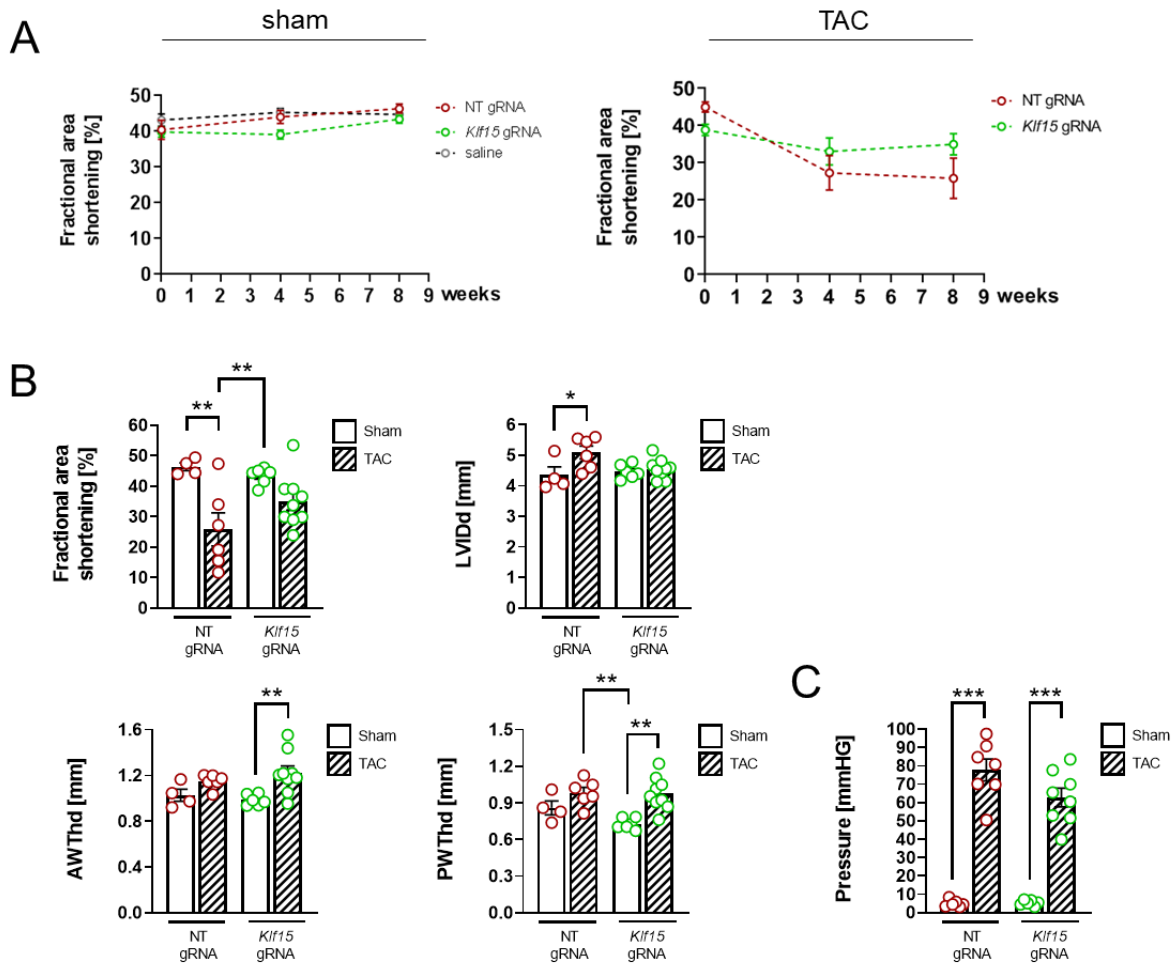 A
sham
TAC
Fractional area
shortening [%]
50
40
30
20
10
0
0 1 2 3 4 5 6 7 8 9 weeks
NT gRNA
Klf15 gRNA
saline
Fractional area
shortening [%]
50
40
30
20
10
0
0 1 2 3 4 5 6 7 8 9 weeks
NT gRNA
Klf15 gRNA
B
Fractional area
shortening [%]
60
50
40
30
20
10
0
**
**
Sham
TAC
NT
gRNA
Klf15
gRNA
LVIDd [mm]
6
5
4
3
2
1
0
*
Sham
TAC
NT
gRNA
Klf15
gRNA
AWThd [mm]
1.6
1.2
0.8
0.4
0.0
**
Sham
TAC
NT
gRNA
Klf15
gRNA
PWThd [mm]
1.5
1.2
0.9
0.6
0.3
0.0
**
**
Sham
TAC
NT
gRNA
Klf15
gRNA
C
Pressure [mmHG]
100
90
80
70
60
50
40
30
20
10
0
***
***
Sham
TAC
NT
gRNA
Klf15
gRNA